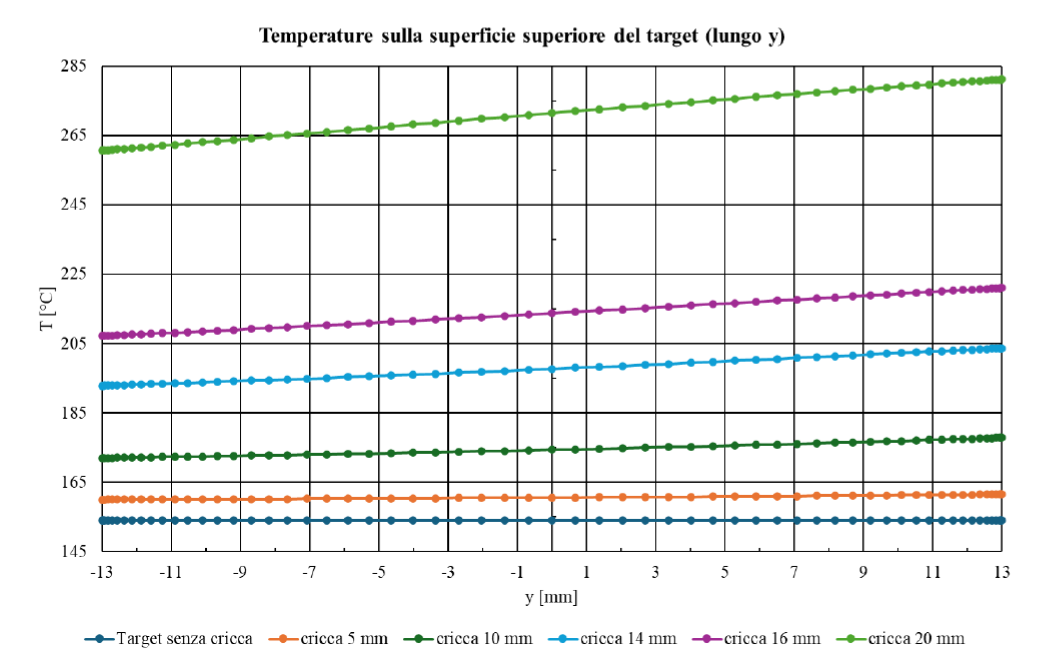 Temperature sulla superficie superiore del target (lungo y)
285
265
245
225
205
185
165
145
T [°C]
-13 -11 -9 -7 -5 -3 -1 1 3 5 7 9 11 13
y [mm]
Target senza cricca cricca 5 mm cricca 10 mm cricca 14 mm cricca 16 mm cricca 20 mm